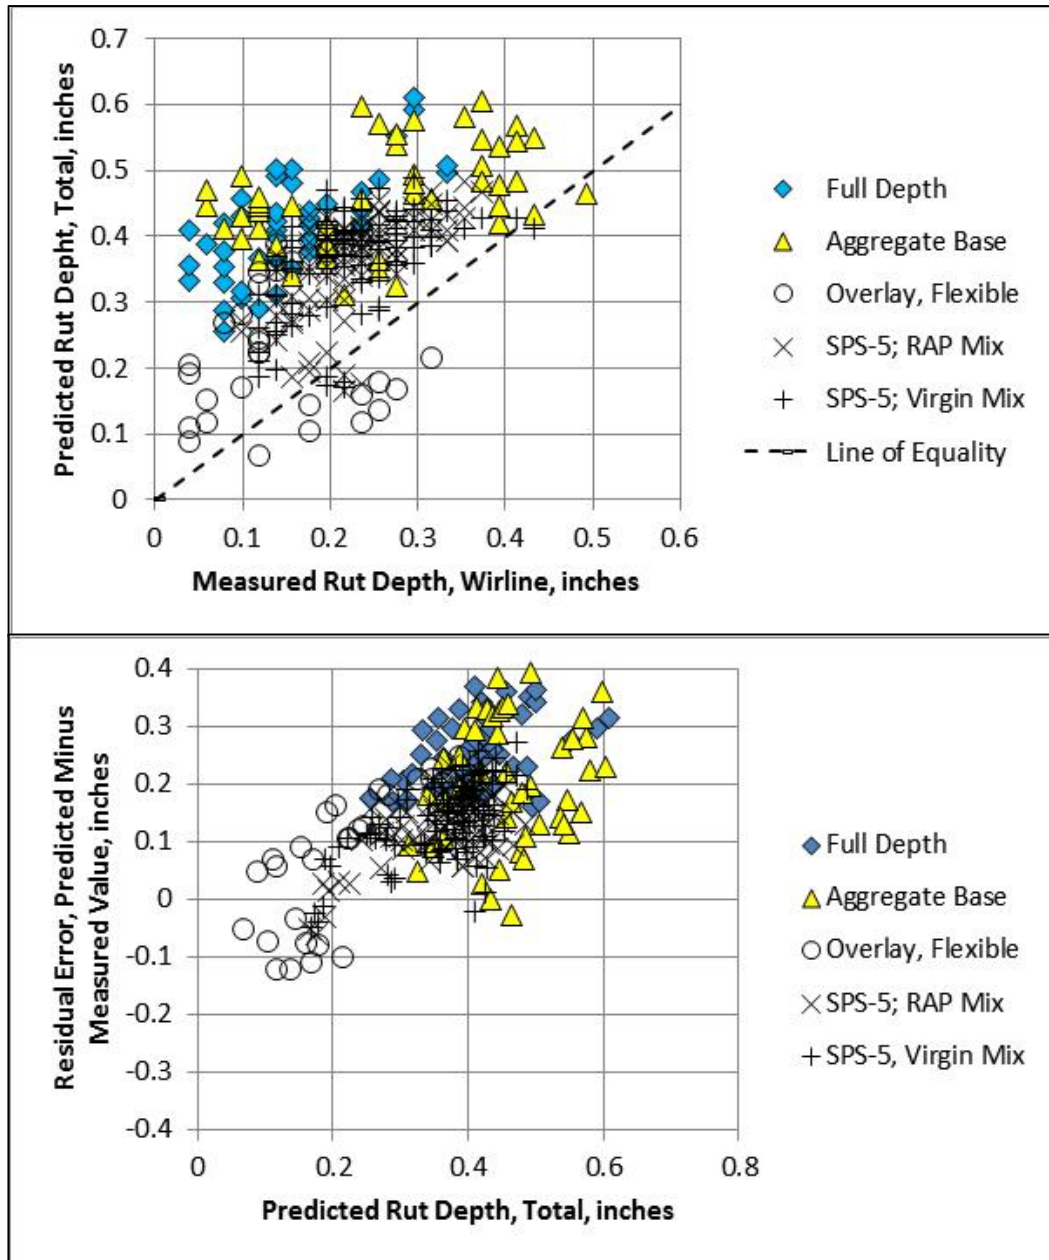 Predicted Rut Depht, Total, inches
0.7
0.6
0.5
0.4
0.3
0.2
0.1
0
0 0.1 0.2 0.3 0.4 0.5 0.6
Measured Rut Depth, Wirline, inches
Full Depth
Aggregate Base
Overlay, Flexible
SPS-5; RAP Mix
SPS-5; Virgin Mix
Line of Equality
Residual Error, Predicted Minus
Measured Value, inches
0.4
0.3
0.2
0.1
0
-0.1
-0.2
-0.3
-0.4
0 0.2 0.4 0.6 0.8
Predicted Rut Depth, Total, inches
Full Depth
Aggregate Base
Overlay, Flexible
SPS-5; RAP Mix
SPS-5, Virgin Mix